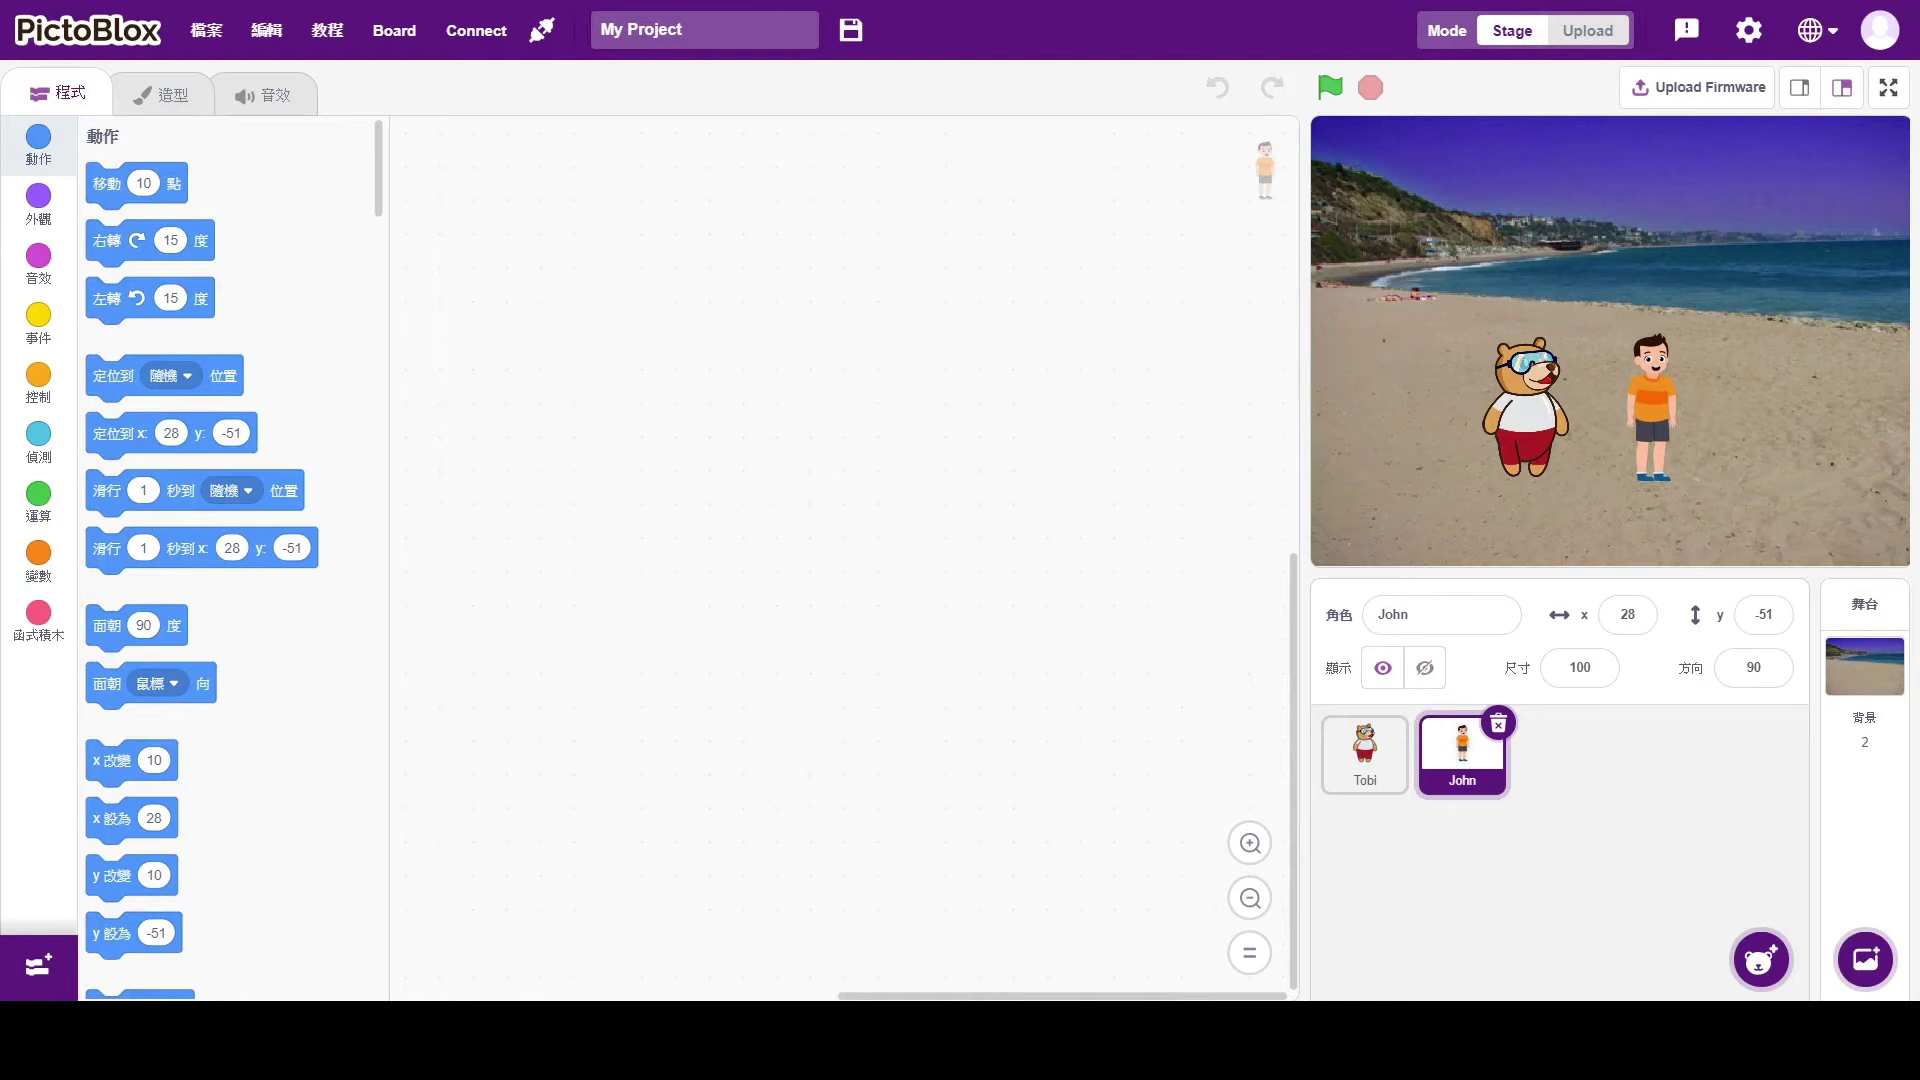 PictoBlox 檔案 編輯 教程 Board Connect My Project Mode Stage Upload
程式 造型 音效 Upload Firmware
動作
外觀
音效
事件
控制
偵測
運算
變數
函式積木
動作
移動 10 點
右轉 15 度
左轉 15 度
定位到 隨機 位置
定位到 x: 28 y: -51
滑行 1 秒到 隨機 位置
滑行 1 秒到 x: 28 y: -51
面朝 90 度
面朝 鼠標 向
x 改變 10
x 設為 28
y 改變 10
y 設為 -51
角色 John x 28 y -51
顯示 尺寸 100 方向 90
Tobi John
舞台
背景
2